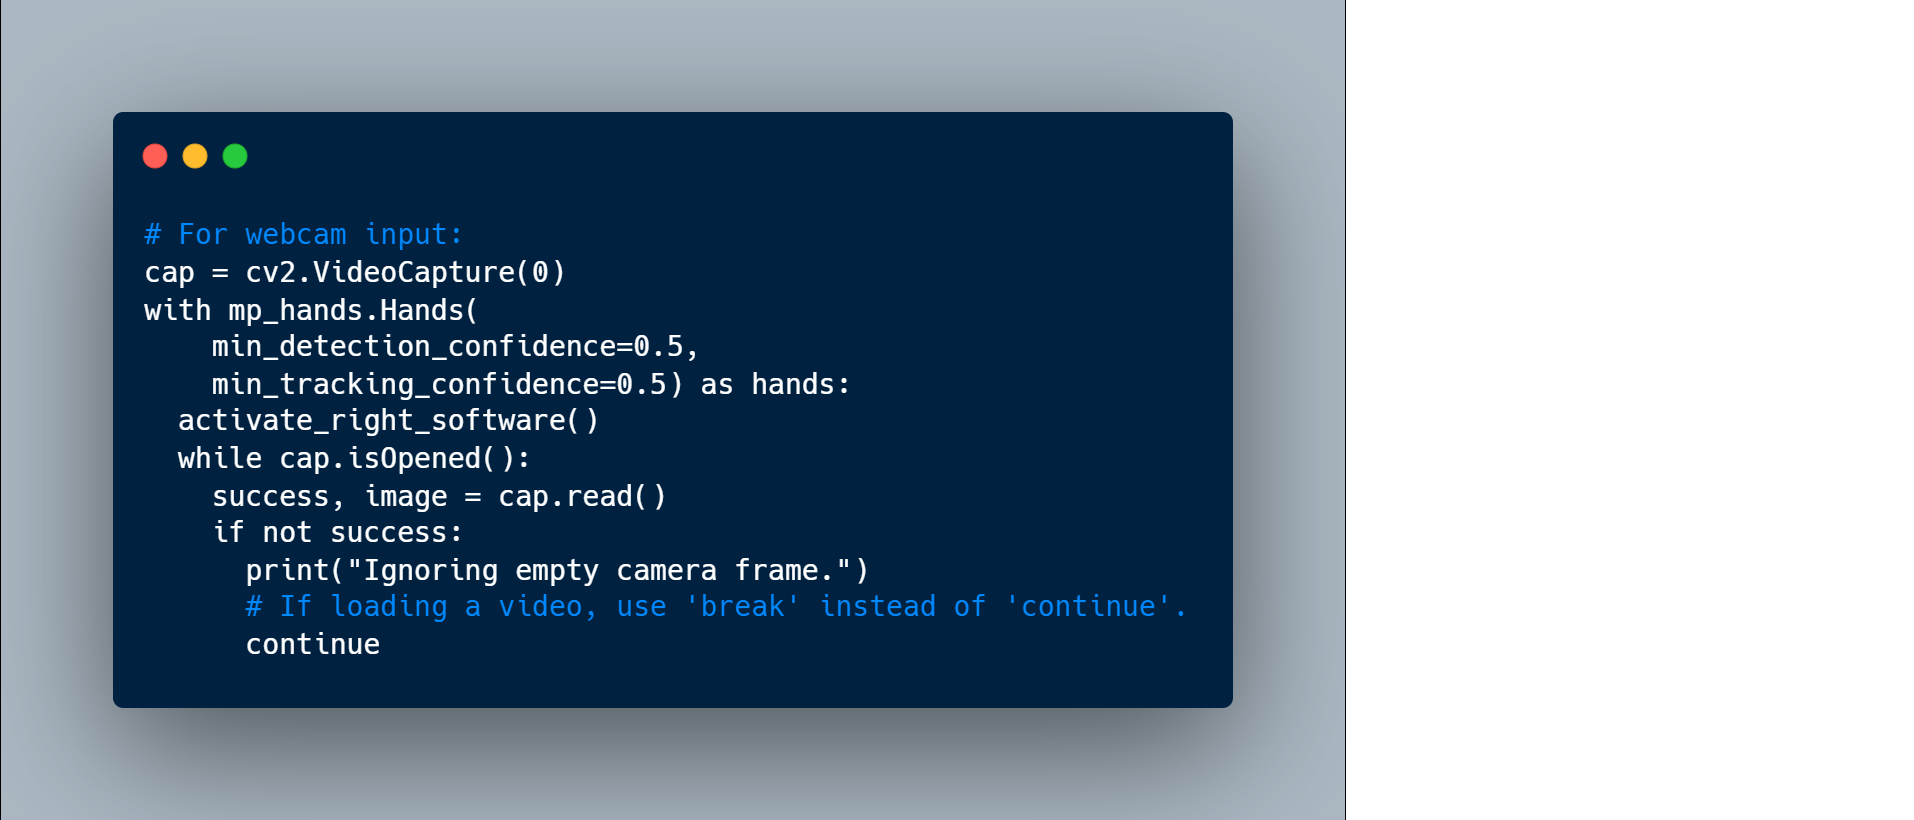 # For webcam input:
cap = cv2.VideoCapture(0)
with mp_hands.Hands(
    min_detection_confidence=0.5,
    min_tracking_confidence=0.5) as hands:
  activate_right_software()
  while cap.isOpened():
    success, image = cap.read()
    if not success:
      print("Ignoring empty camera frame.")
      # If loading a video, use 'break' instead of 'continue'.
      continue